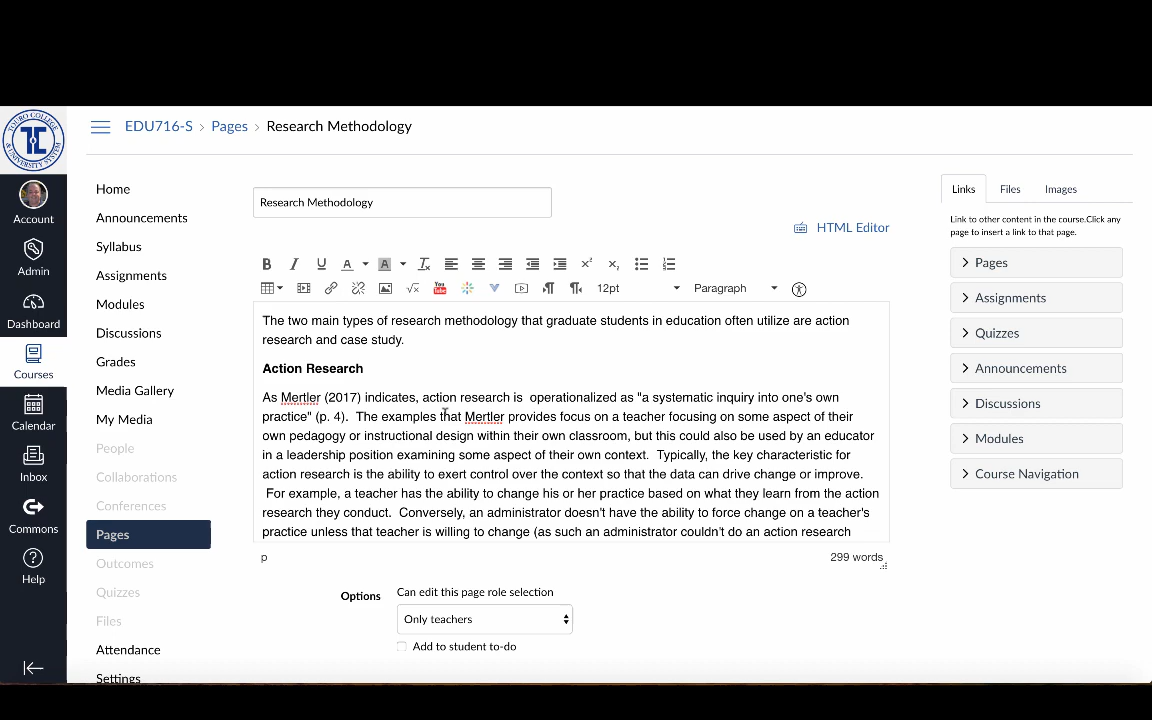 TOURO COLLEGE
& UNIVERSITY SYSTEM
EDU716-S > Pages > Research Methodology
Account
Admin
Dashboard
Courses
Calendar
Inbox
Commons
Help
Home
Announcements
Syllabus
Assignments
Modules
Discussions
Grades
Media Gallery
People
Collaborations
Conferences
Pages
Outcomes
Quizzes
Files
Attendance
Settings
Research Methodology
HTML Editor
12pt
Paragraph
The two main types of research methodology that graduate students in education often utilize are action
research and case study.
Action Research
As Mertler (2017) indicates, action research is  operationalized as "a systematic inquiry into one's own
practice" (p. 4).  The examples that Mertler provides focus on a teacher focusing on some aspect of their
own pedagogy or instructional design within their own classroom, but this could also be used by an educator
in a leadership position examining some aspect of their own context.  Typically, the key characteristic for
action research is the ability to exert control over the context so that the data can drive change or improve.
For example, a teacher has the ability to change his or her practice based on what they learn from the action
research they conduct.  Conversely, an administrator doesn't have the ability to force change on a teacher's
practice unless that teacher is willing to change (as such an administrator couldn't do an action research
p
299 words
Options
Can edit this page role selection
Only teachers
Add to student to-do
Links
Files
Images
Link to other content in the course.Click any
page to insert a link to that page.
Pages
Assignments
Quizzes
Announcements
Discussions
Modules
Course Navigation